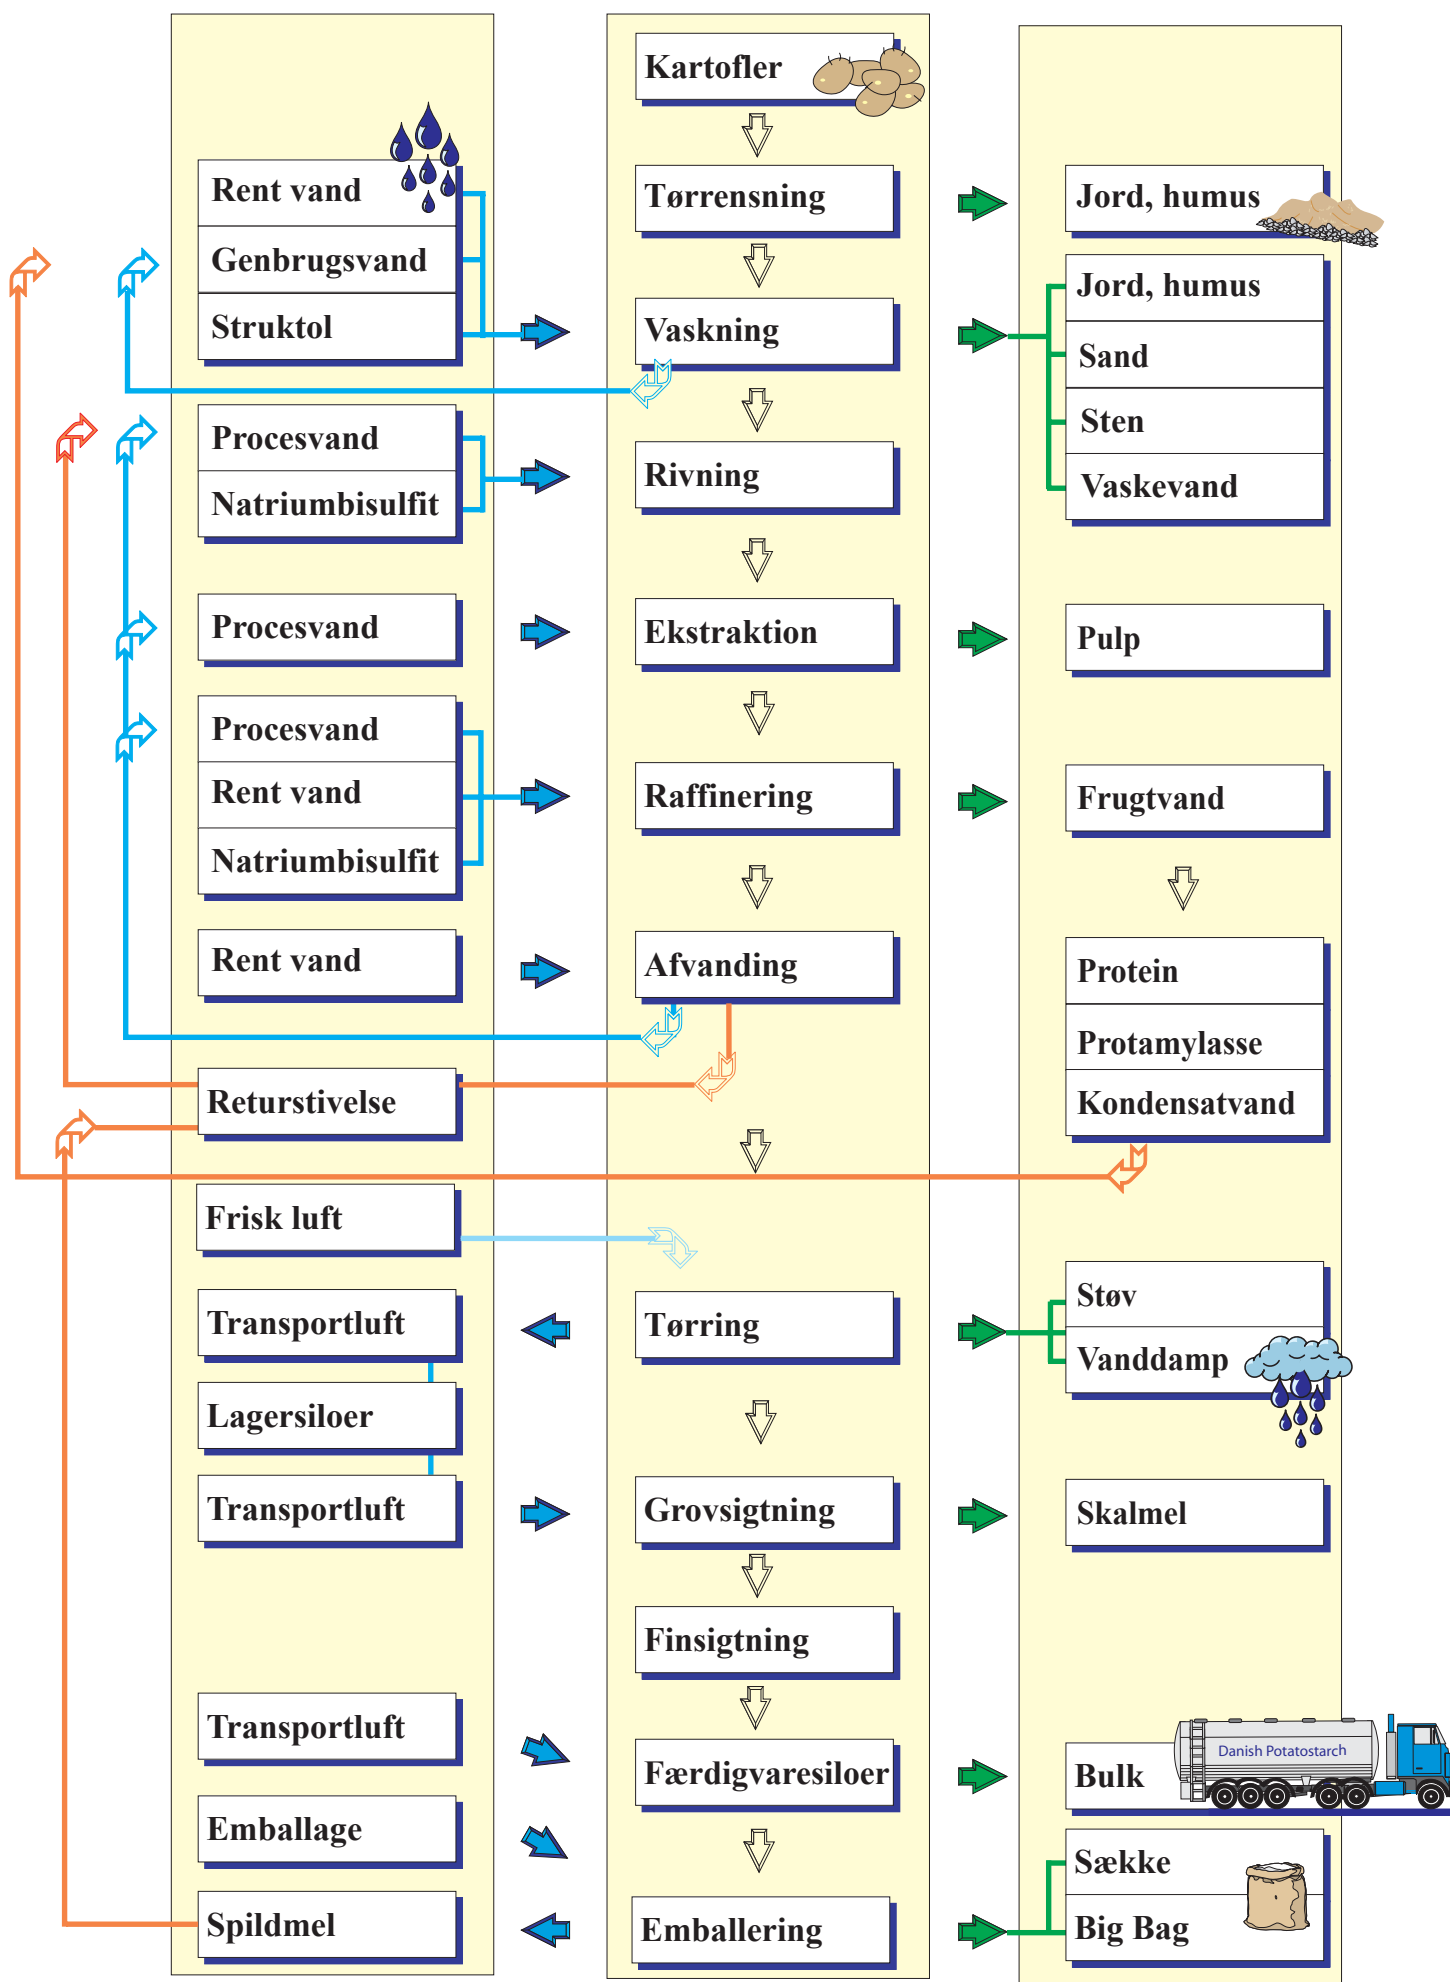 Kartofler
Rent vand
Tørrensning
Jord, humus
Genbrugsvand
Jord, humus
Struktol
Vaskning
Sand
Sten
Vaskevand
Procesvand
Natriumbisulfit
Rivning
Procesvand
Ekstraktion
Pulp
Procesvand
Rent vand
Natriumbisulfit
Raffinering
Frugtvand
Rent vand
Afvanding
Protein
Protamylasse
Kondensatvand
Returstivelse
Frisk luft
Transportluft
Tørring
Støv
Vanddamp
Lagersiloer
Transportluft
Grovsigtning
Skalmel
Finsigtning
Transportluft
Færdigvaresiloer
Bulk
Danish Potatostarch
Emballage
Sække
Spildmel
Emballering
Big Bag